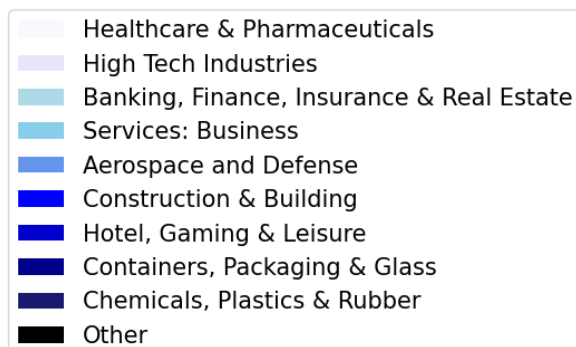 Healthcare & Pharmaceuticals
High Tech Industries
Banking, Finance, Insurance & Real Estate
Services: Business
Aerospace and Defense
Construction & Building
Hotel, Gaming & Leisure
Containers, Packaging & Glass
Chemicals, Plastics & Rubber
Other